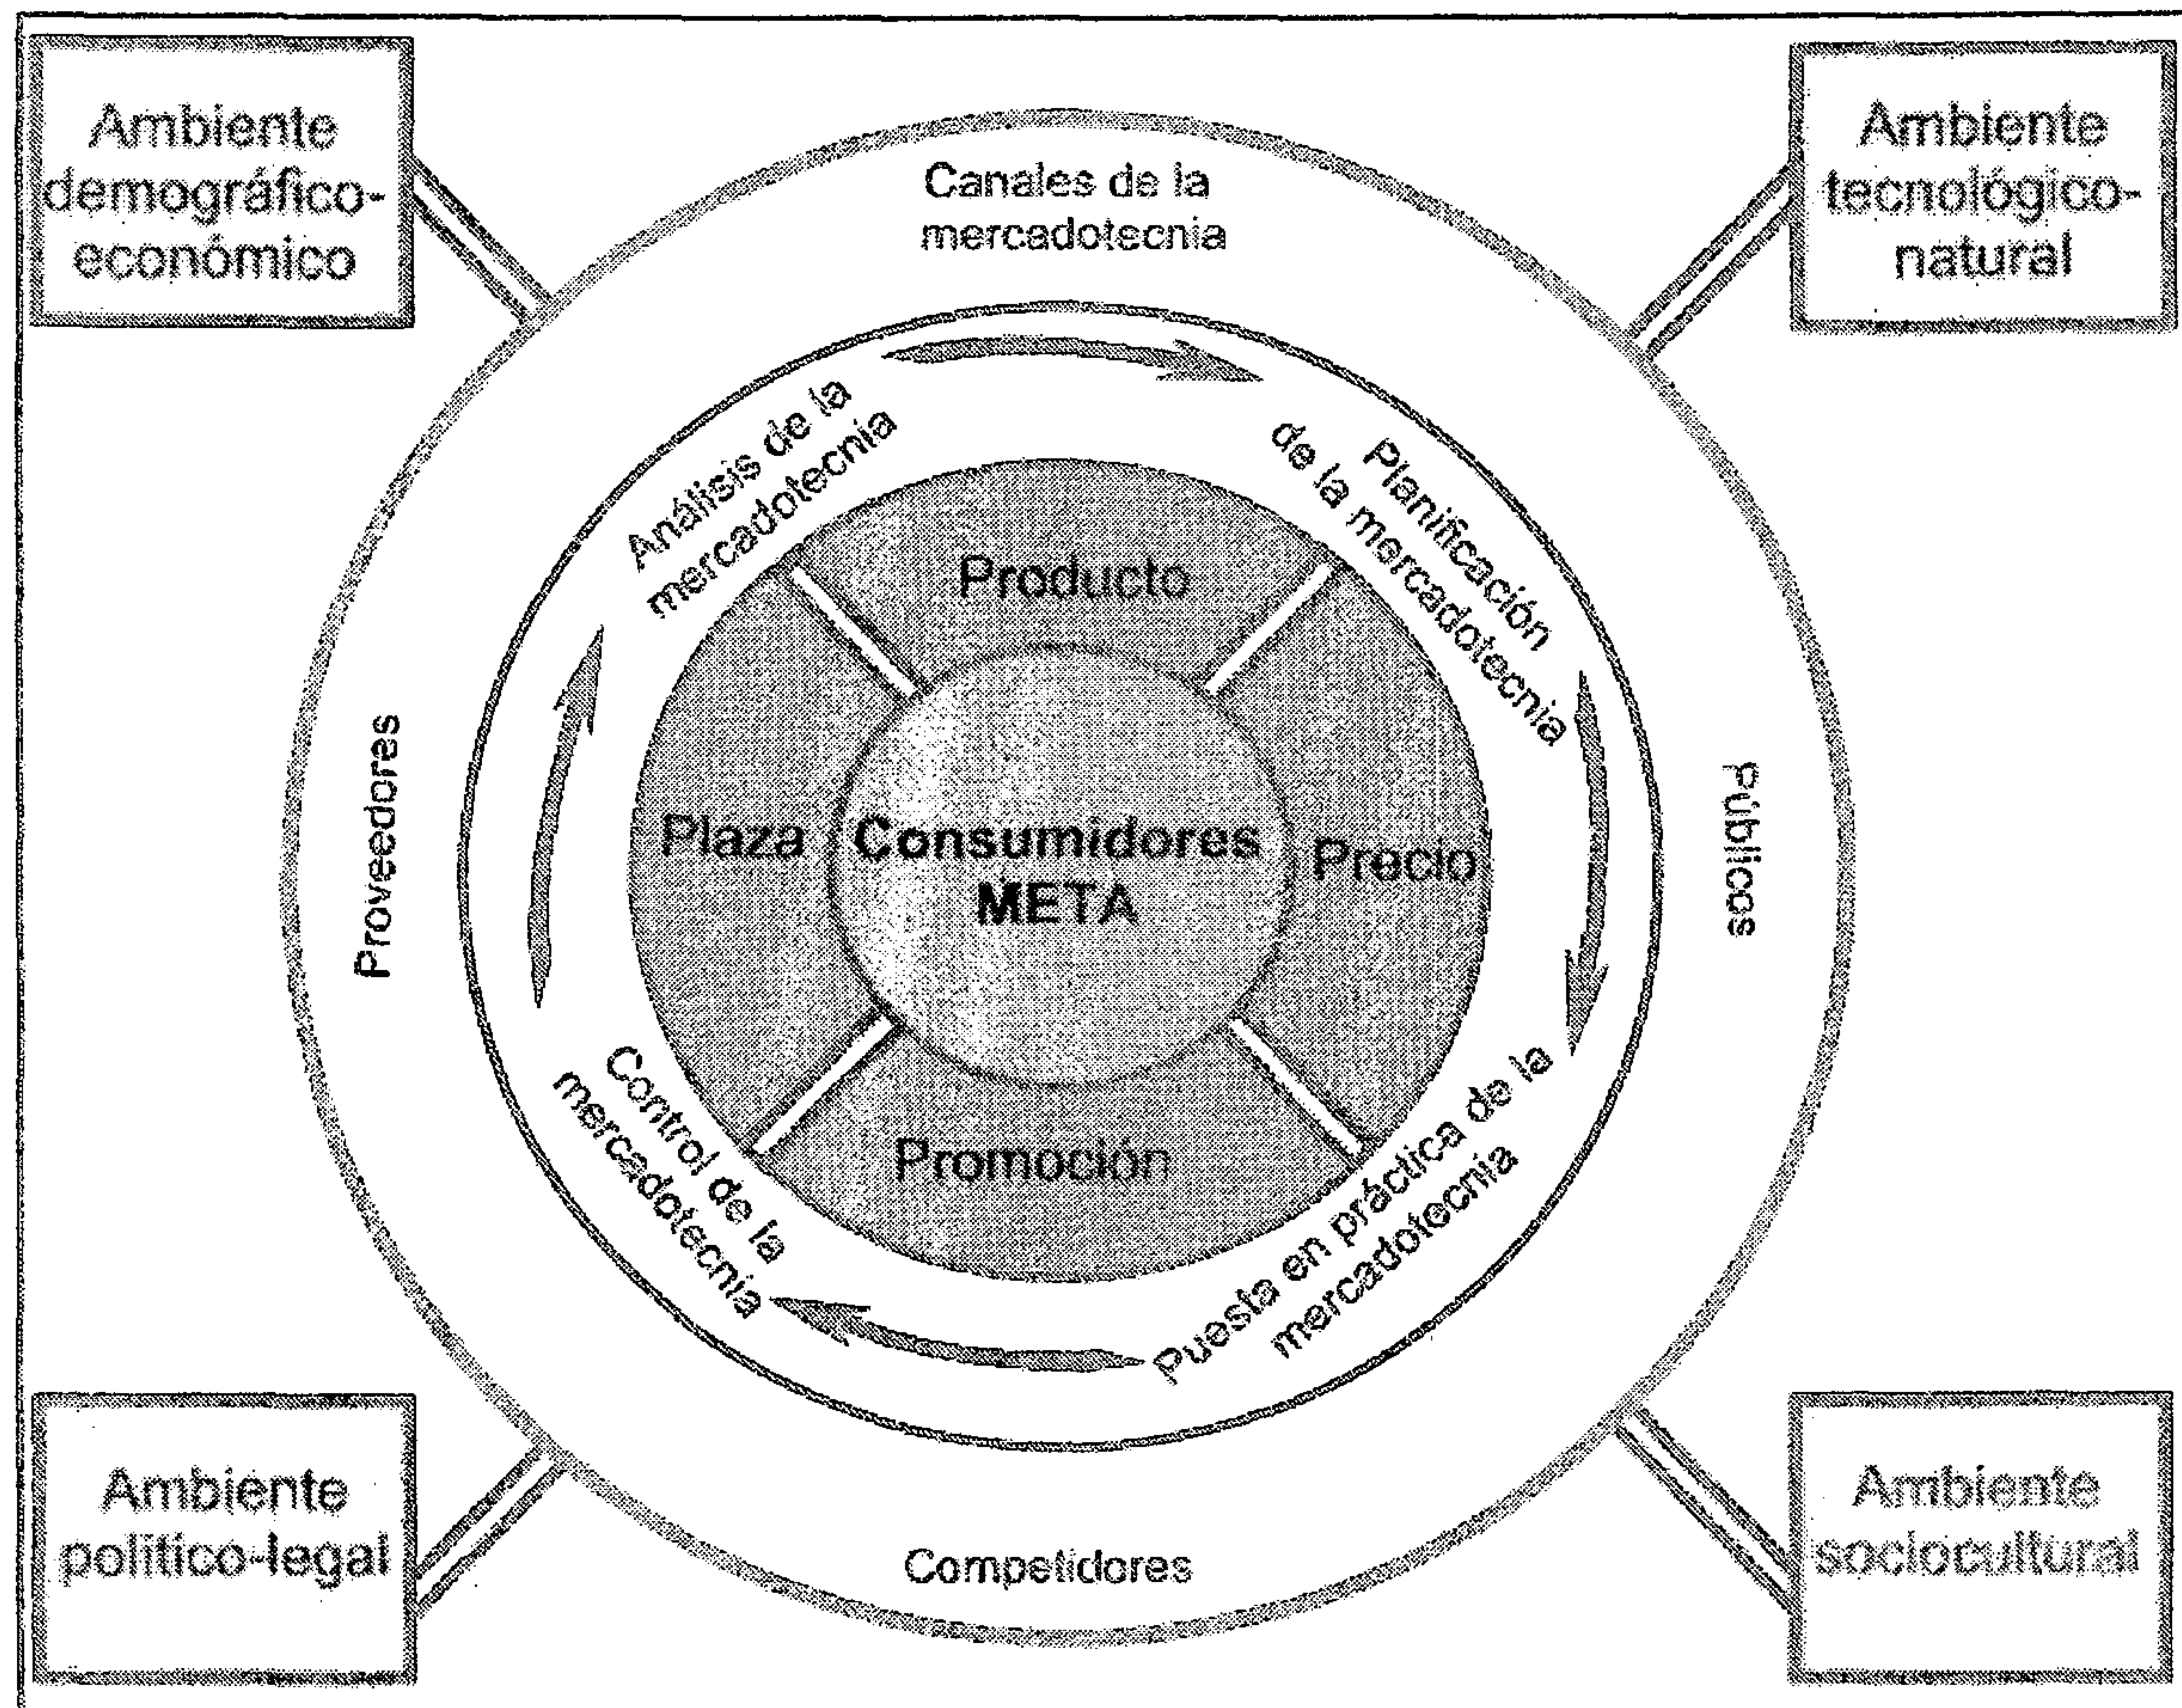 Ambiente
demográfico-
económico
Ambiente
tecnológico-
natural
Canales de la
mercadotecnia
Análisis de la
mercadotecnia
Planificación
de la mercadotecnia
Producto
Proveedores
Plaza
Consumidores
META
Precio
Públicos
Control de la
mercadotecnia
Promoción
Puesta en práctica de la
mercadotecnia
Ambiente
político-legal
Competidores
Ambiente
sociocultural